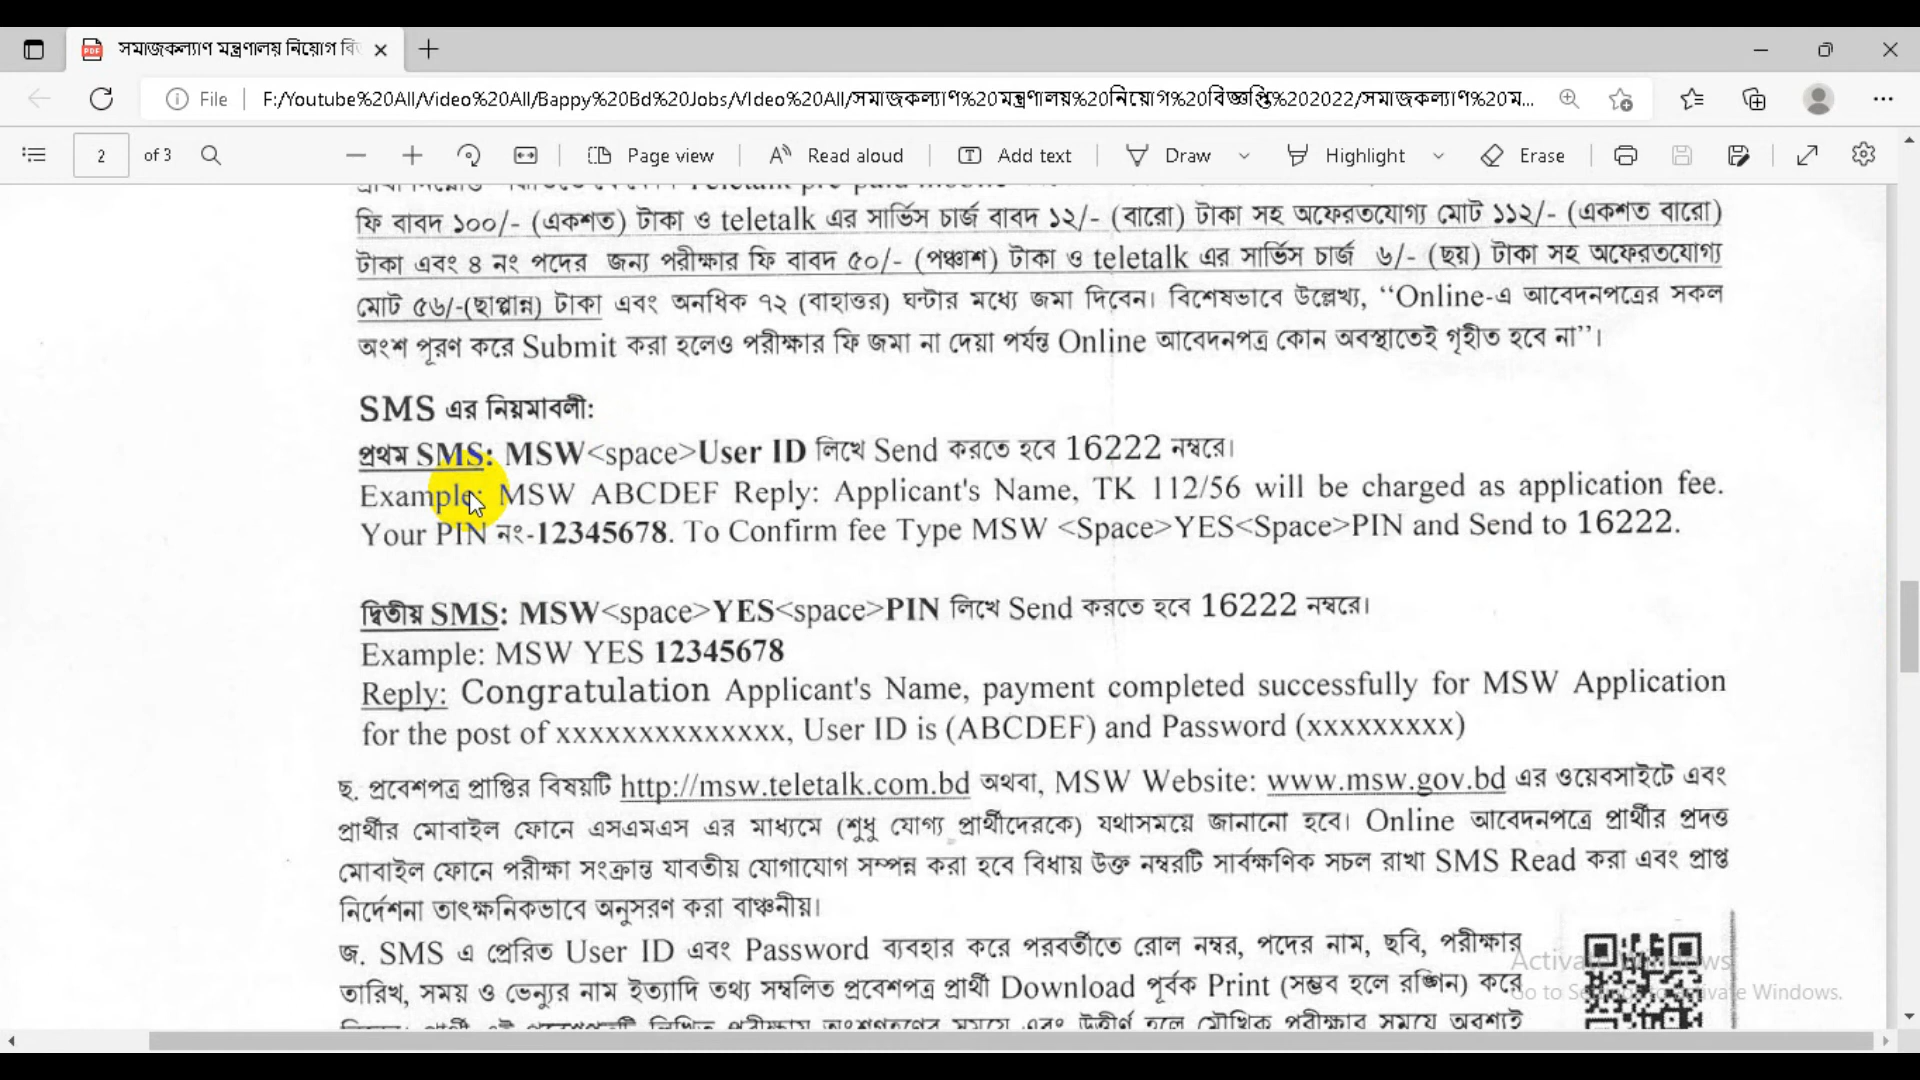 সমাজকল্যাণ মন্ত্রণালয় নিয়োগ বি
File
F:/Youtube%20All/Video%20All/Bappy%20Bd%20Jobs/VIdeo%20All/সমাজকল্যাণ%20মন্ত্রণালয়%20নিয়োগ%20বিজ্ঞপ্তি%202022/সমাজকল্যাণ%20ম...
2 of 3 Page view Read aloud Add text Draw Highlight Erase
ফি বাবদ ১০০/- (একশত) টাকা ও teletalk এর সার্ভিস চার্জ বাবদ ১২/- (বারো) টাকা সহ অফেরতযোগ্য মোট ১১২/- (একশত বারো)
টাকা এবং ৪ নং পদের জন্য পরীক্ষার ফি বাবদ ৫০/- (পঞ্চাশ) টাকা ও teletalk এর সার্ভিস চার্জ ৬/- (ছয়) টাকা সহ অফেরতযোগ্য
মোট ৫৬/-(ছাপ্পান্ন) টাকা এবং অনধিক ৭২ (বাহাত্তর) ঘন্টার মধ্যে জমা দিবেন। বিশেষভাবে উল্লেখ্য, “Online-এ আবেদনপত্রের সকল
অংশ পূরণ করে Submit করা হলেও পরীক্ষার ফি জমা না দেয়া পর্যন্ত Online আবেদনপত্র কোন অবস্থাতেই গৃহীত হবে না”।
SMS এর নিয়মাবলী:
প্রথম SMS: MSW<space>User ID লিখে Send করতে হবে 16222 নম্বরে।
Example: MSW ABCDEF Reply: Applicant's Name, TK 112/56 will be charged as application fee.
Your PIN নং-12345678. To Confirm fee Type MSW <Space>YES<Space>PIN and Send to 16222.
দ্বিতীয় SMS: MSW<space>YES<space>PIN লিখে Send করতে হবে 16222 নম্বরে।
Example: MSW YES 12345678
Reply: Congratulation Applicant's Name, payment completed successfully for MSW Application
for the post of xxxxxxxxxxxxxx, User ID is (ABCDEF) and Password (xxxxxxxxx)
ছ. প্রবেশপত্র প্রাপ্তির বিষয়টি http://msw.teletalk.com.bd অথবা, MSW Website: www.msw.gov.bd এর ওয়েবসাইটে এবং
প্রার্থীর মোবাইল ফোনে এসএমএস এর মাধ্যমে (শুধু যোগ্য প্রার্থীদেরকে) যথাসময়ে জানানো হবে। Online আবেদনপত্রে প্রার্থীর প্রদত্ত
মোবাইল ফোনে পরীক্ষা সংক্রান্ত যাবতীয় যোগাযোগ সম্পন্ন করা হবে বিধায় উক্ত নম্বরটি সার্বক্ষণিক সচল রাখা SMS Read করা এবং প্রাপ্ত
নির্দেশনা তাৎক্ষনিকভাবে অনুসরণ করা বাঞ্চনীয়।
জ. SMS এ প্রেরিত User ID এবং Password ব্যবহার করে পরবর্তীতে রোল নম্বর, পদের নাম, ছবি, পরীক্ষার
তারিখ, সময় ও ভেন্যুর নাম ইত্যাদি তথ্য সম্বলিত প্রবেশপত্র প্রার্থী Download পূর্বক Print (সম্ভব হলে রঙ্গিন) করে